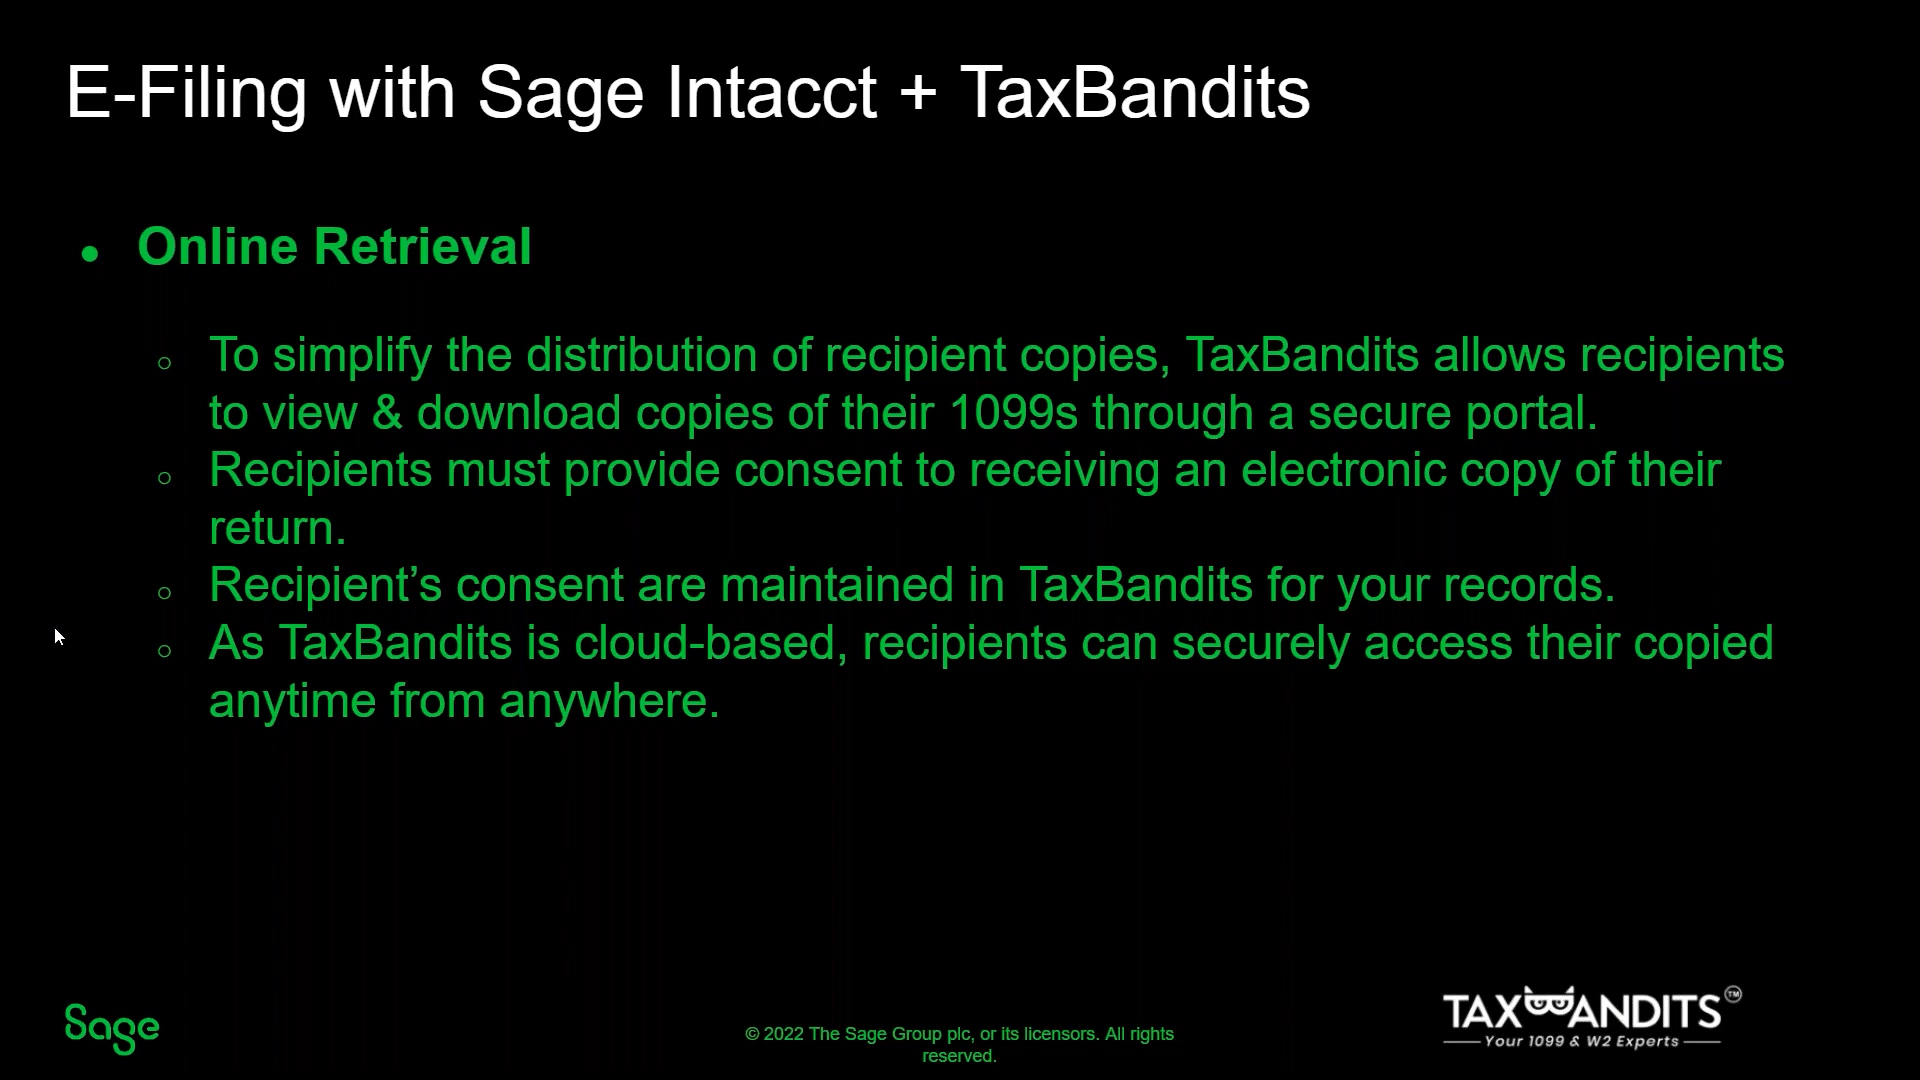 E-Filing with Sage Intacct + TaxBandits
● Online Retrieval
○ To simplify the distribution of recipient copies, TaxBandits allows recipients
to view & download copies of their 1099s through a secure portal.
○ Recipients must provide consent to receiving an electronic copy of their
return.
○ Recipient’s consent are maintained in TaxBandits for your records.
○ As TaxBandits is cloud-based, recipients can securely access their copied
anytime from anywhere.
Sage
© 2022 The Sage Group plc, or its licensors. All rights
reserved.
TAXBANDITS™
Your 1099 & W2 Experts